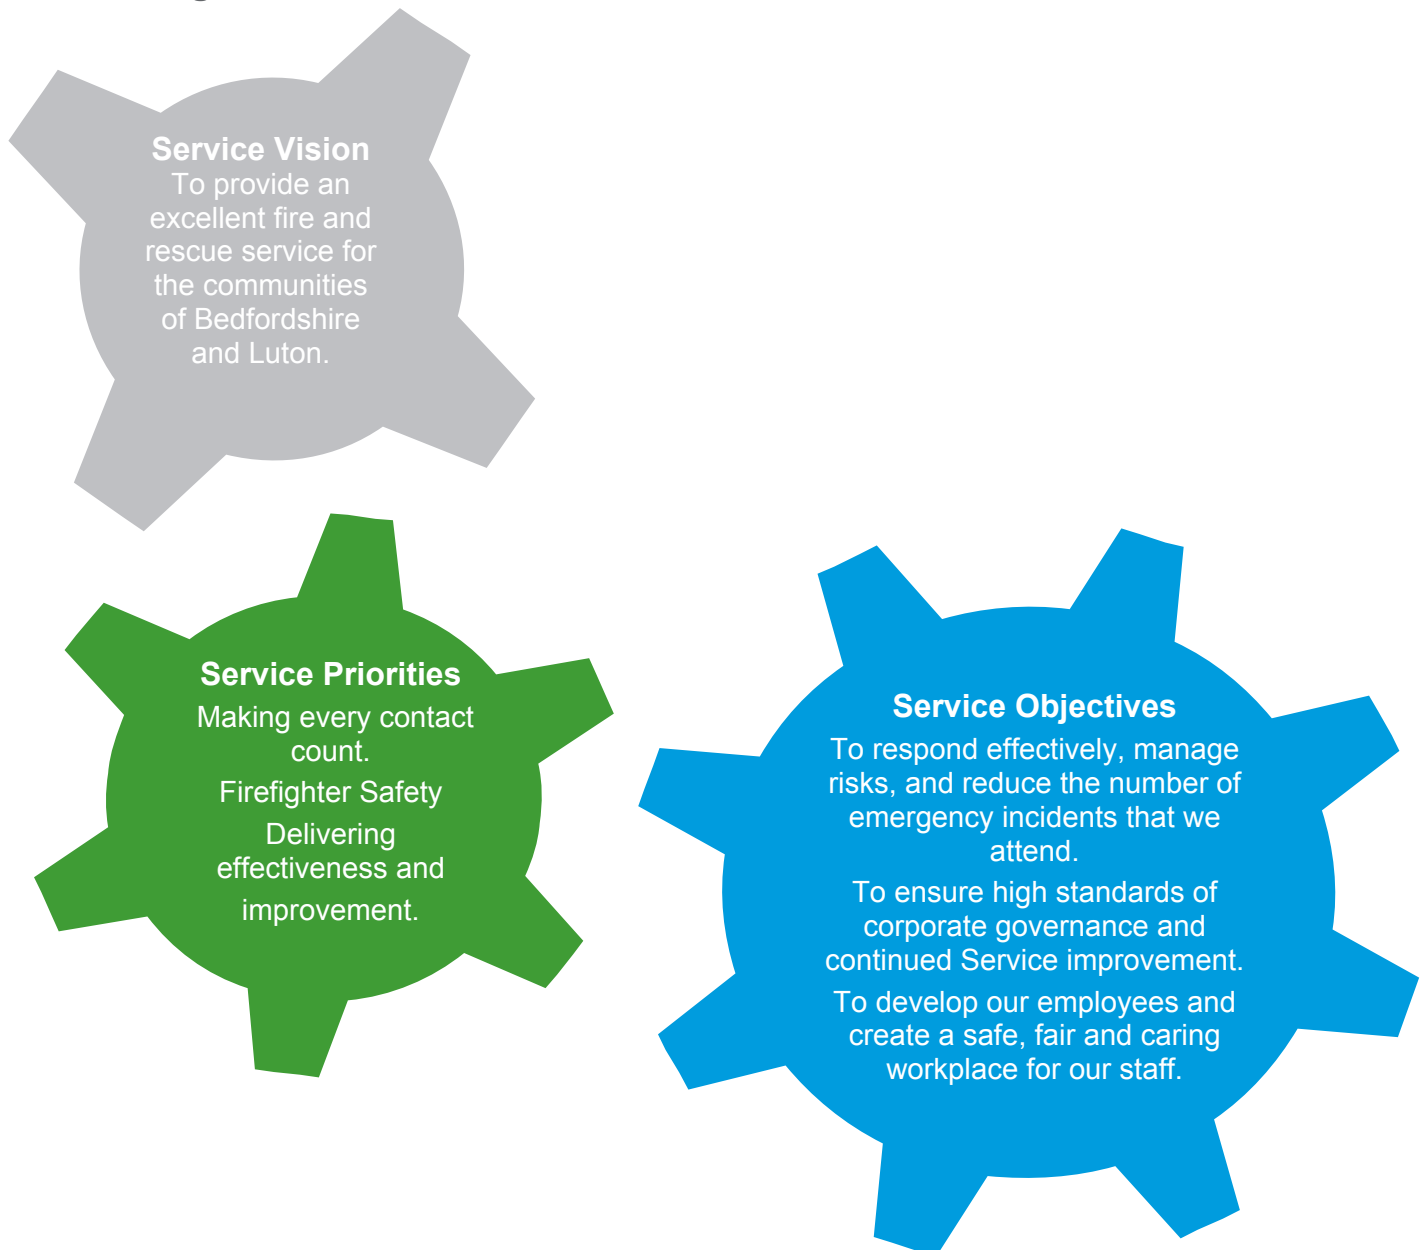 Service Vision
To provide an
excellent fire and
rescue service for
the communities
of Bedfordshire
and Luton.
Service Priorities
Making every contact
count.
Firefighter Safety
Delivering
effectiveness and
improvement.
Service Objectives
To respond effectively, manage
risks, and reduce the number of
emergency incidents that we
attend.
To ensure high standards of
corporate governance and
continued Service improvement.
To develop our employees and
create a safe, fair and caring
workplace for our staff.